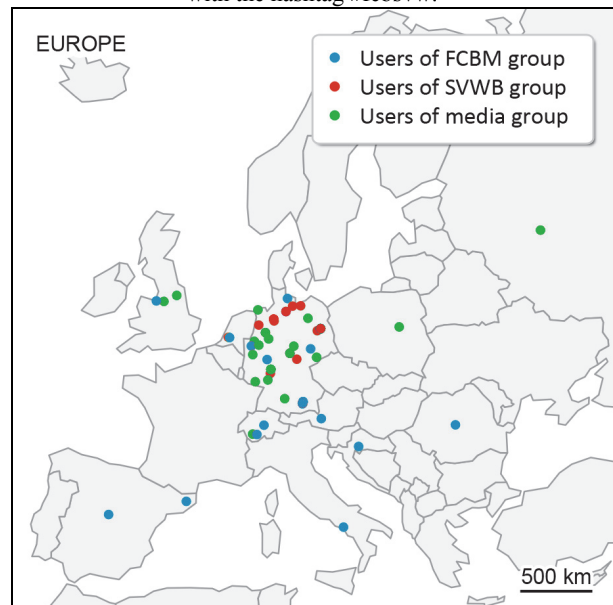 EUROPE
Users of FCBM group
Users of SVWB group
Users of media group
500 km